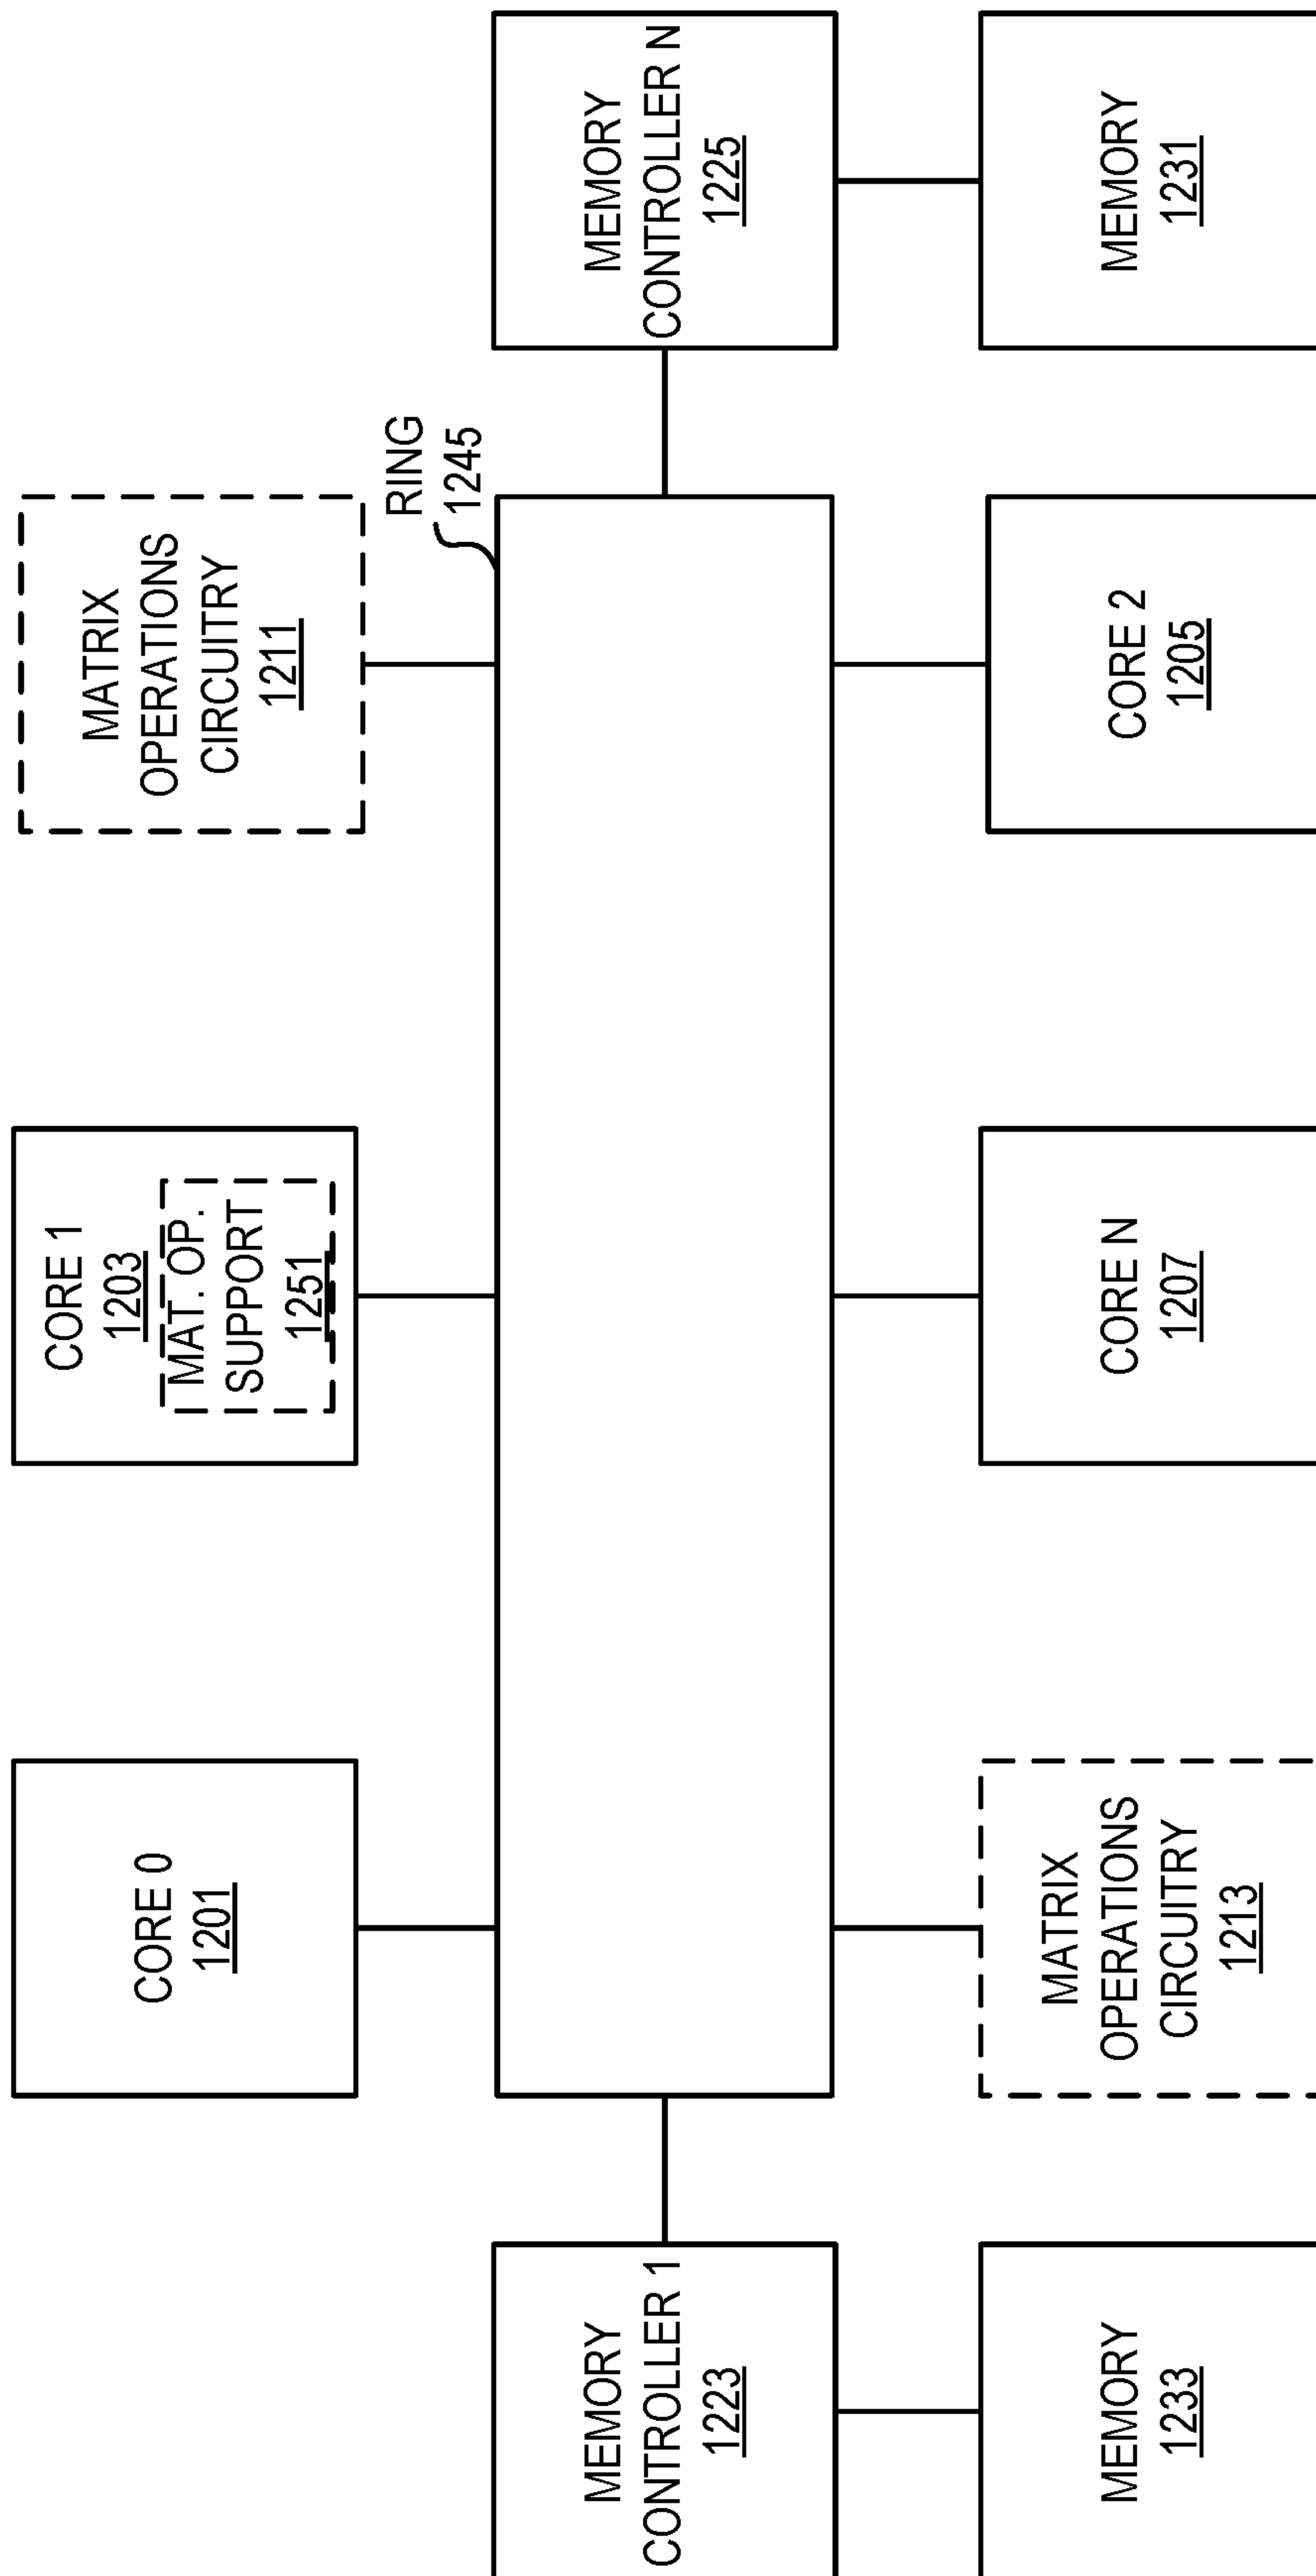 CORE 0
1201
CORE 1
1203
MAT. OP.
SUPPORT
1251
MATRIX
OPERATIONS
CIRCUITRY
1211
RING
1245
MEMORY
CONTROLLER 1
1223
MEMORY
CONTROLLER N
1225
MEMORY
1233
MATRIX
OPERATIONS
CIRCUITRY
1213
CORE N
1207
CORE 2
1205
MEMORY
1231